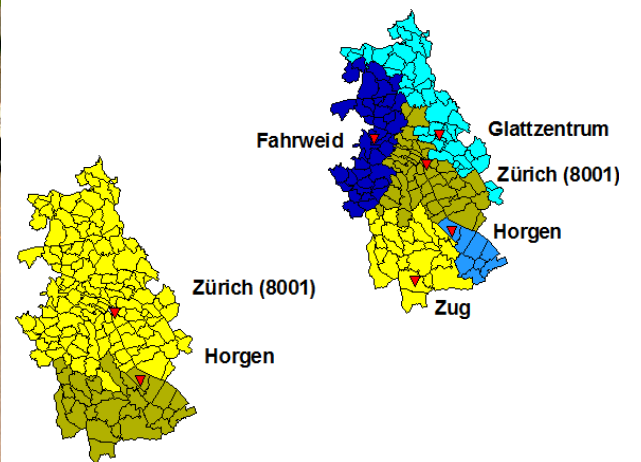 Glattzentrum
Fahrweid
Zürich (8001)
Horgen
Zug
Zürich (8001)
Horgen